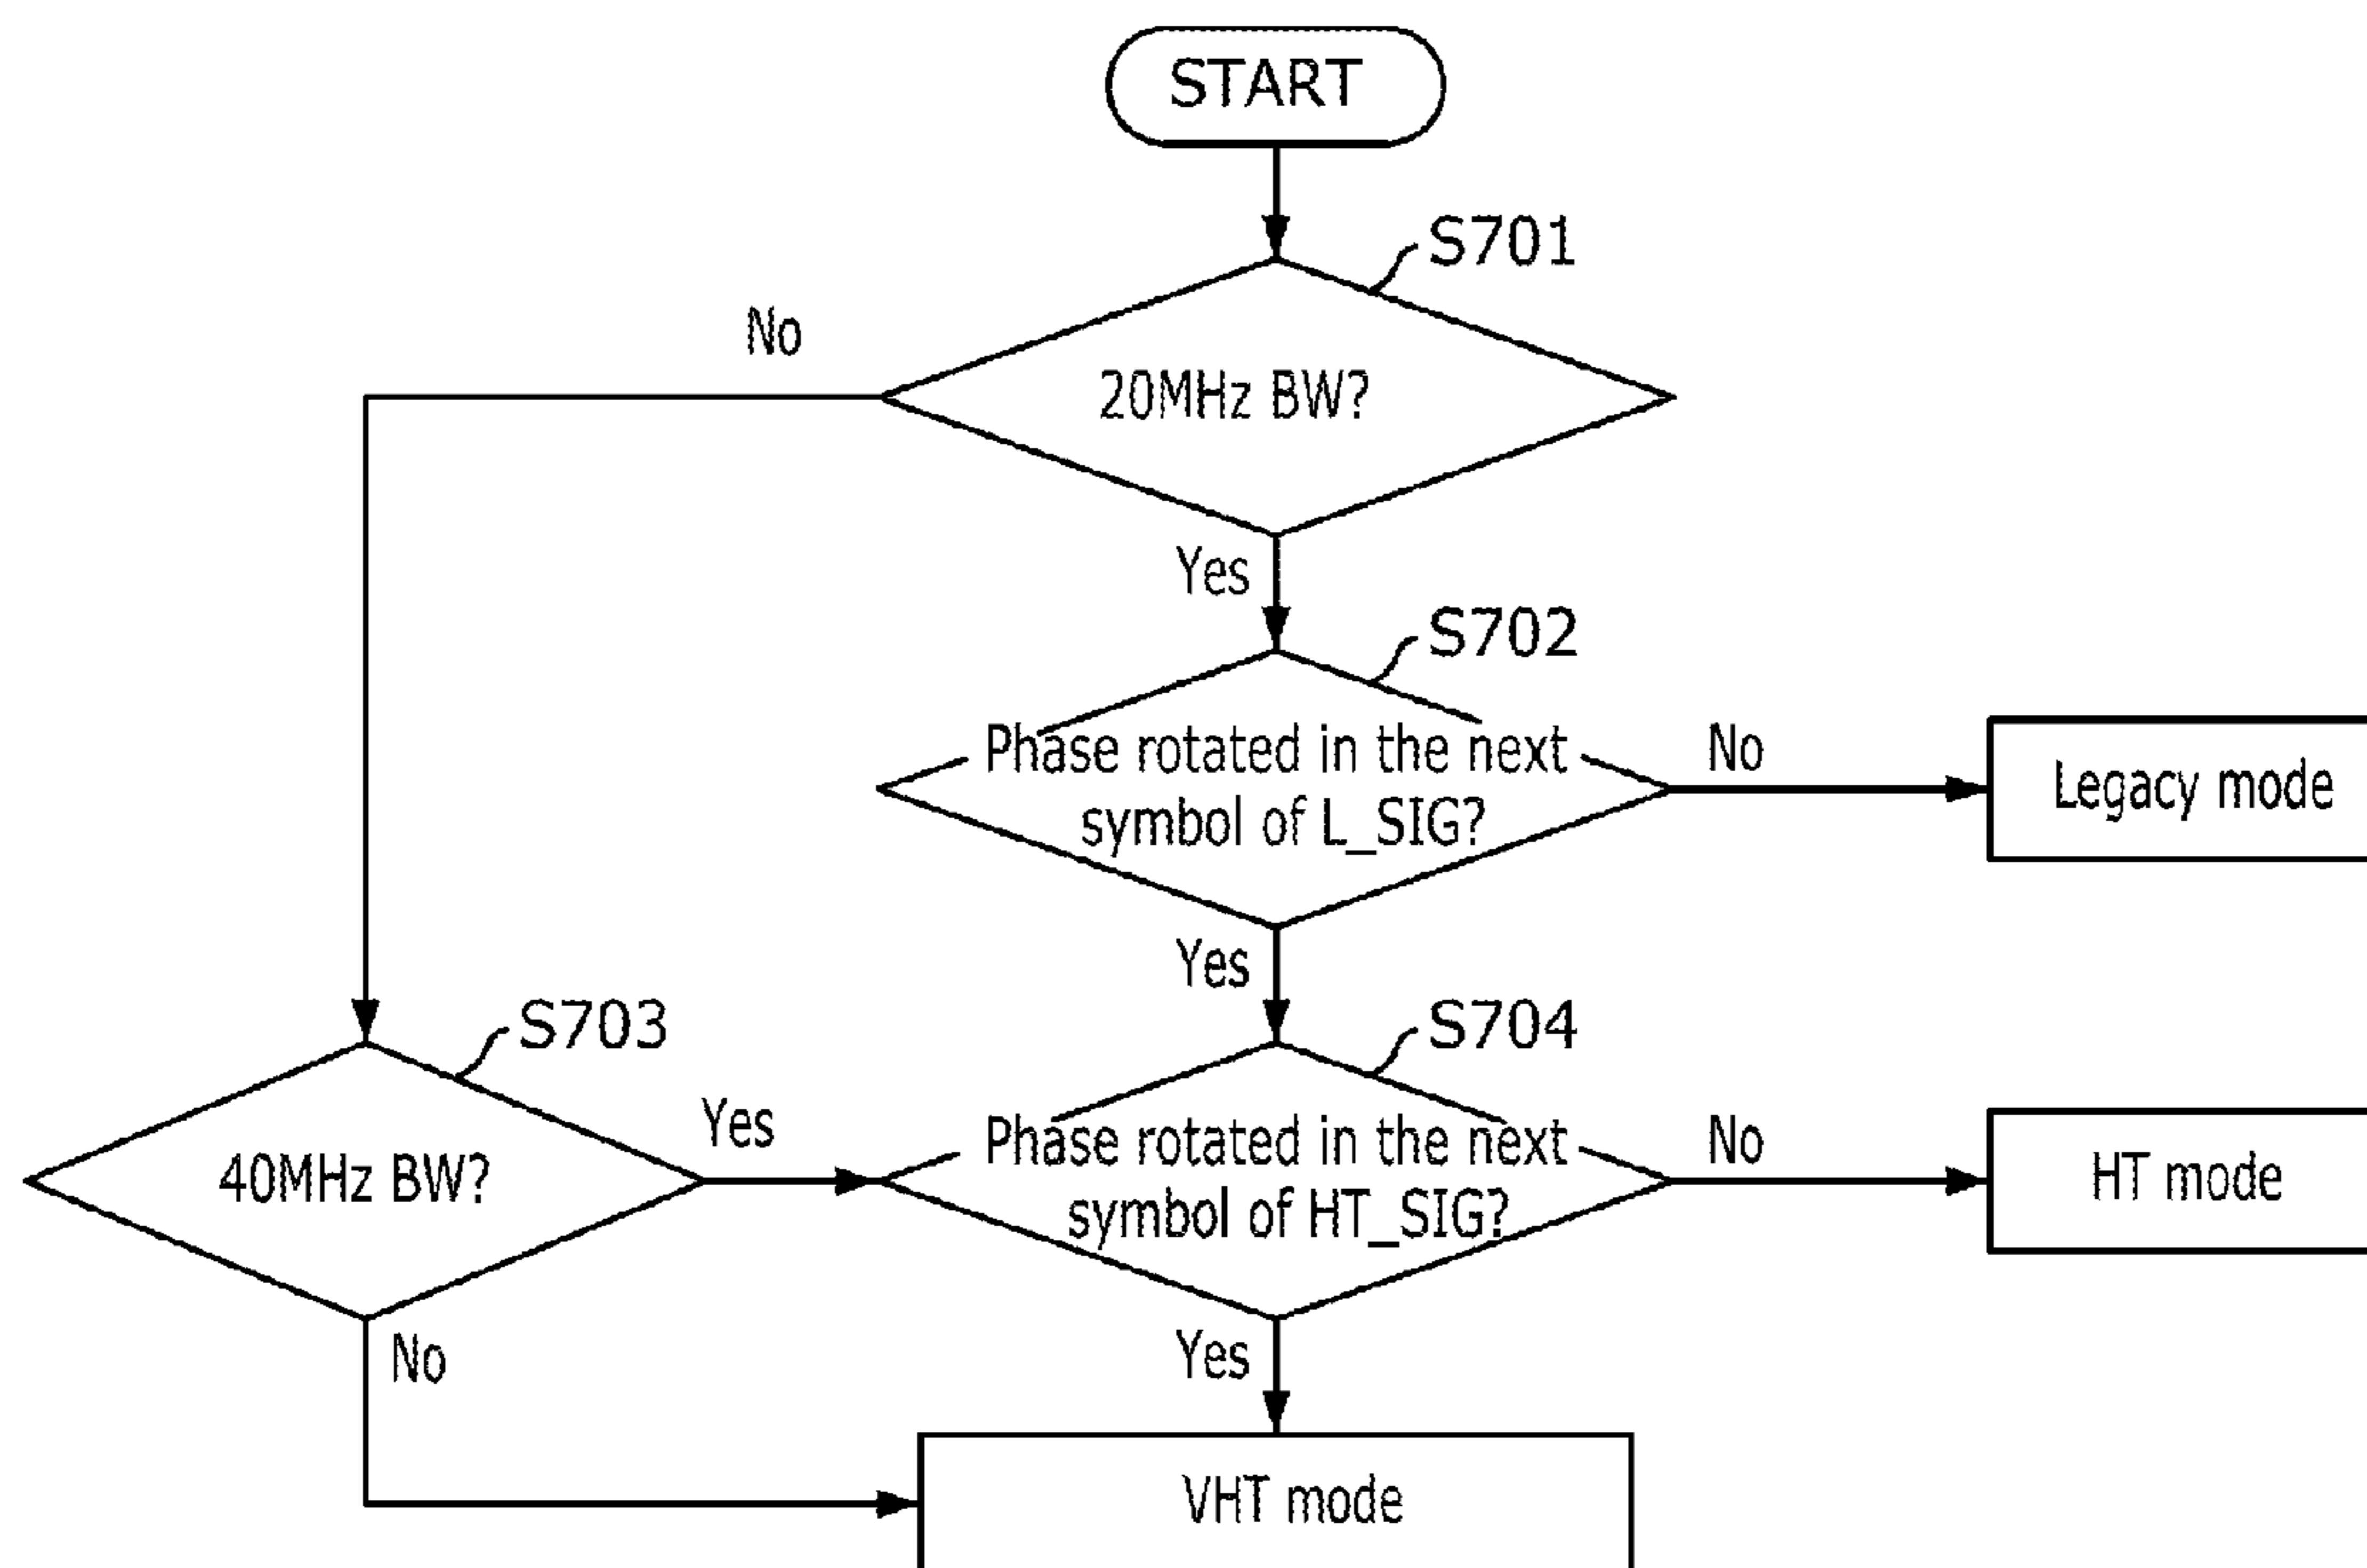 START
S701
No
20MHz BW?
Yes
S702
Phase rotated in the next
symbol of L_SIG?
No
Legacy mode
Yes
S703
S704
40MHz BW?
Yes
Phase rotated in the next
symbol of HT_SIG?
No
HT mode
No
Yes
VHT mode